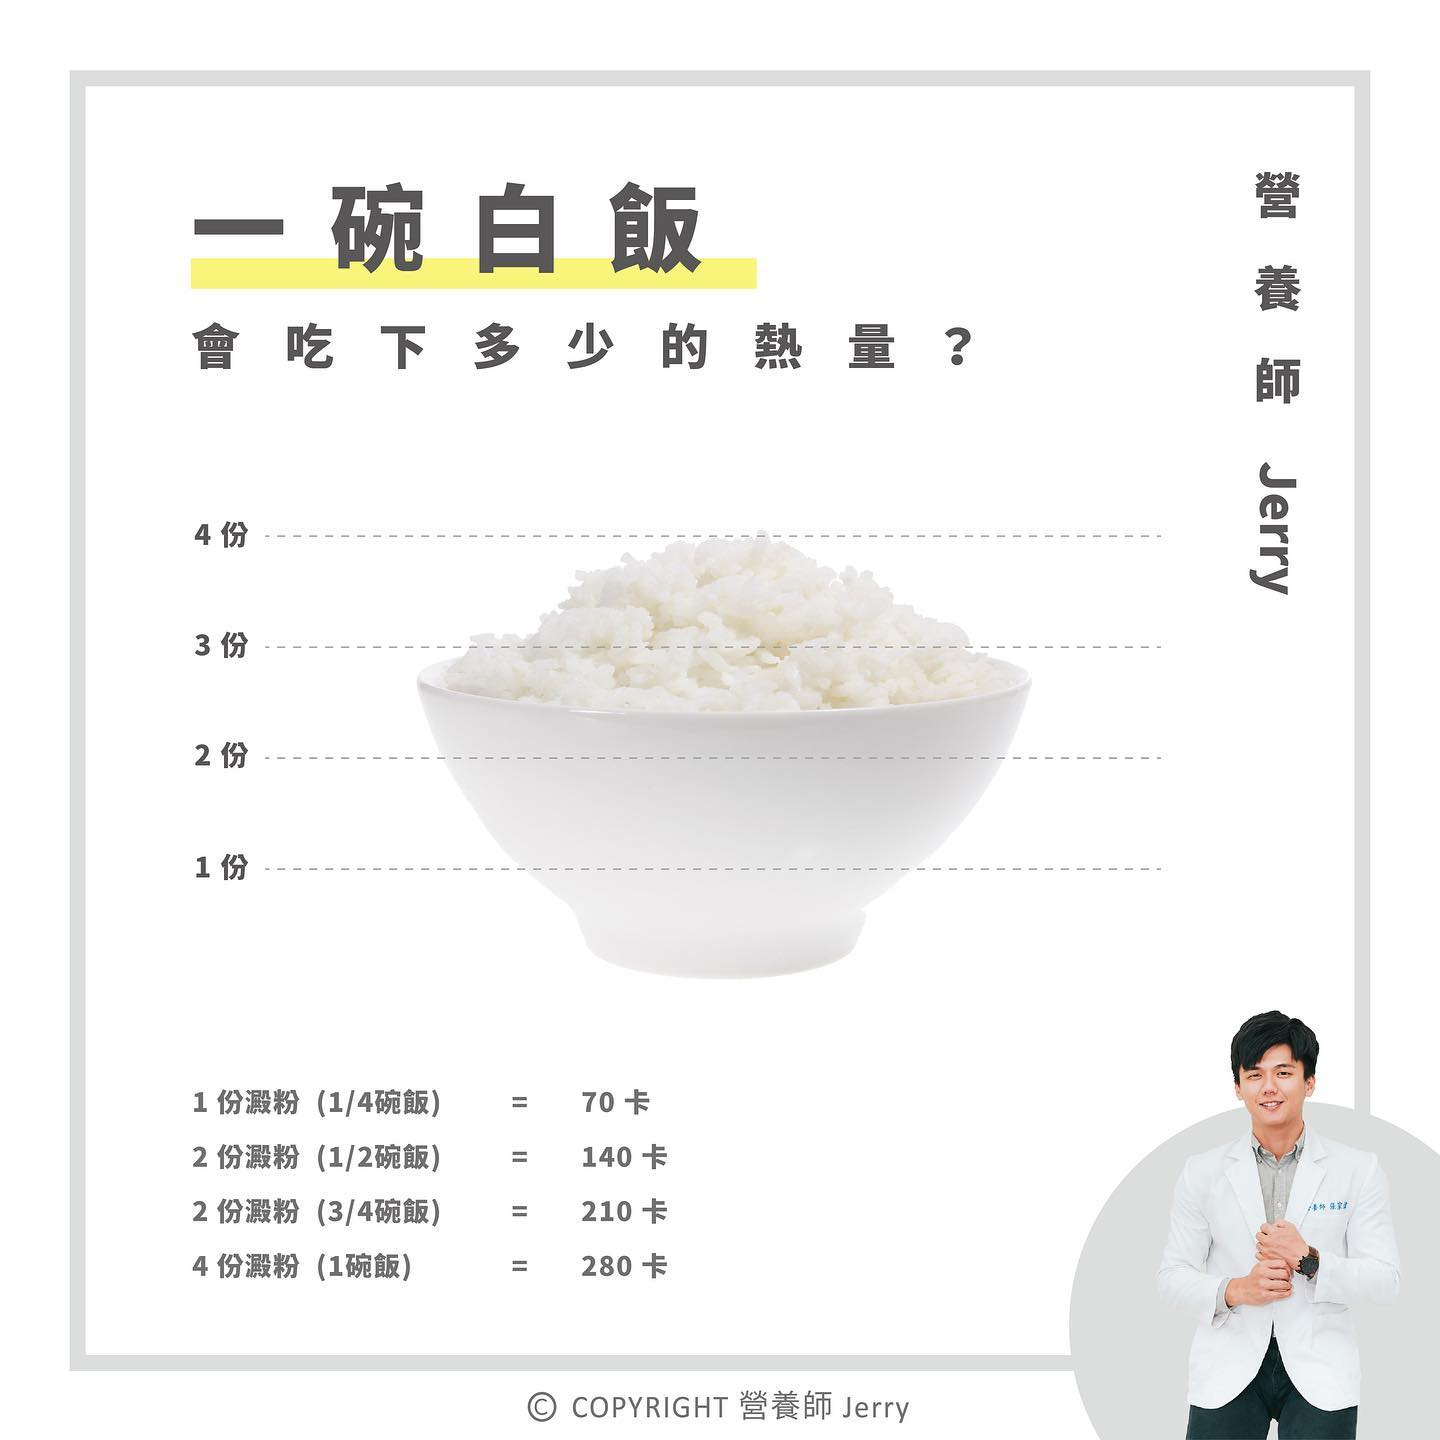 一碗白飯
會吃下多少的熱量？
營養師 Jerry
4 份
3 份
2 份
1 份
1 份澱粉 (1/4碗飯) = 70 卡
2 份澱粉 (1/2碗飯) = 140 卡
2 份澱粉 (3/4碗飯) = 210 卡
4 份澱粉 (1碗飯) = 280 卡
© COPYRIGHT 營養師 Jerry